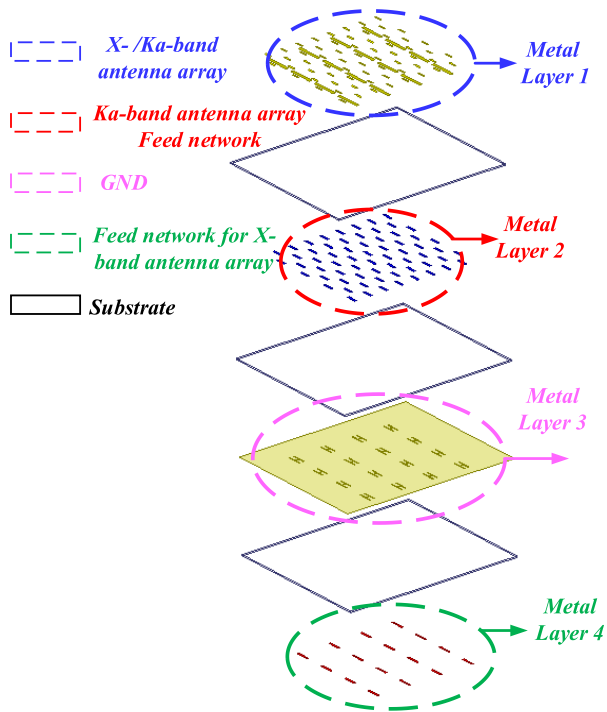 X- /Ka-band
antenna array
Ka-band antenna array
Feed network
GND
Feed network for X-
band antenna array
Substrate
Metal
Layer 1
Metal
Layer 2
Metal
Layer 3
Metal
Layer 4